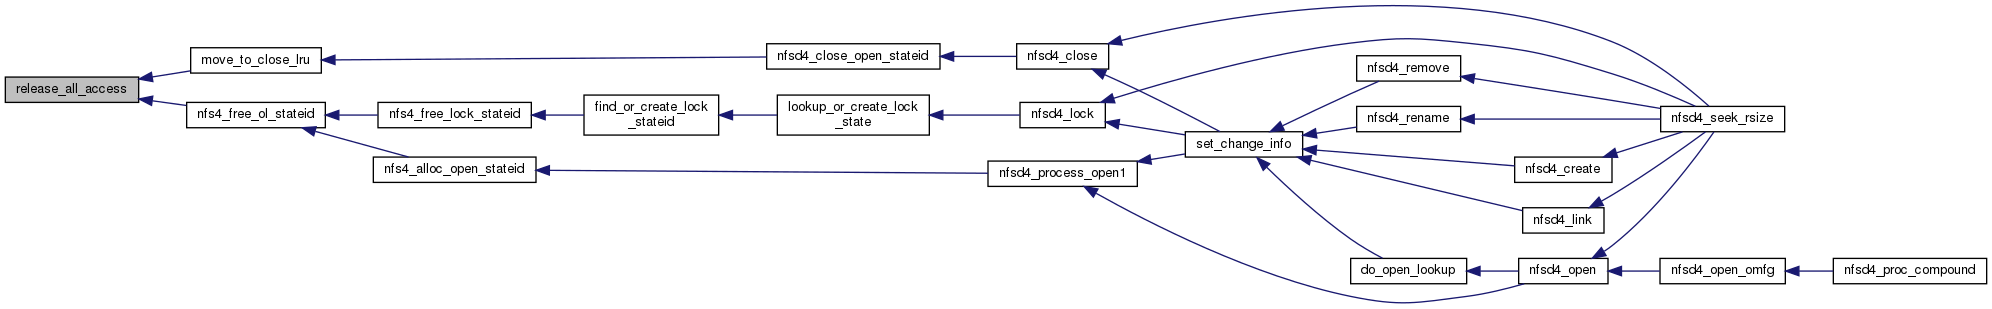 release_all_access
move_to_close_lru
nfs4_free_ol_stateid
nfs4_free_lock_stateid
nfs4_alloc_open_stateid
find_or_create_lock
_stateid
nfsd4_close_open_stateid
lookup_or_create_lock
_state
nfsd4_close
nfsd4_lock
nfsd4_process_open1
set_change_info
nfsd4_remove
nfsd4_rename
nfsd4_create
nfsd4_link
do_open_lookup
nfsd4_open
nfsd4_seek_rsize
nfsd4_open_omfg
nfsd4_proc_compound